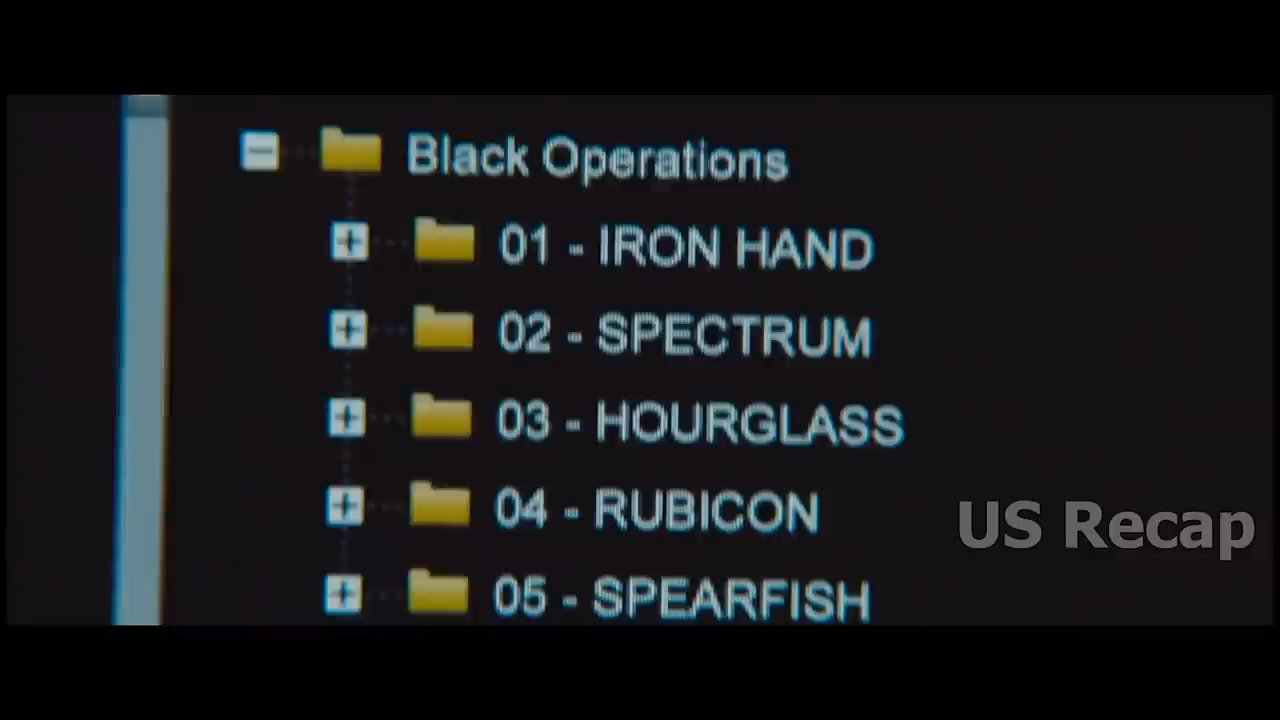 Black Operations
01 - IRON HAND
02 - SPECTRUM
03 - HOURGLASS
04 - RUBICON
05 - SPEARFISH
US Recap